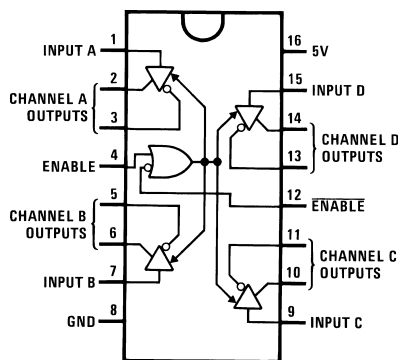 1
INPUT A
2
CHANNEL A
OUTPUTS
3
4
ENABLE
5
CHANNEL B
OUTPUTS
6
7
INPUT B
8
GND
16
5V
15
INPUT D
14
CHANNEL D
OUTPUTS
13
12
ENABLE
11
CHANNEL C
OUTPUTS
10
9
INPUT C